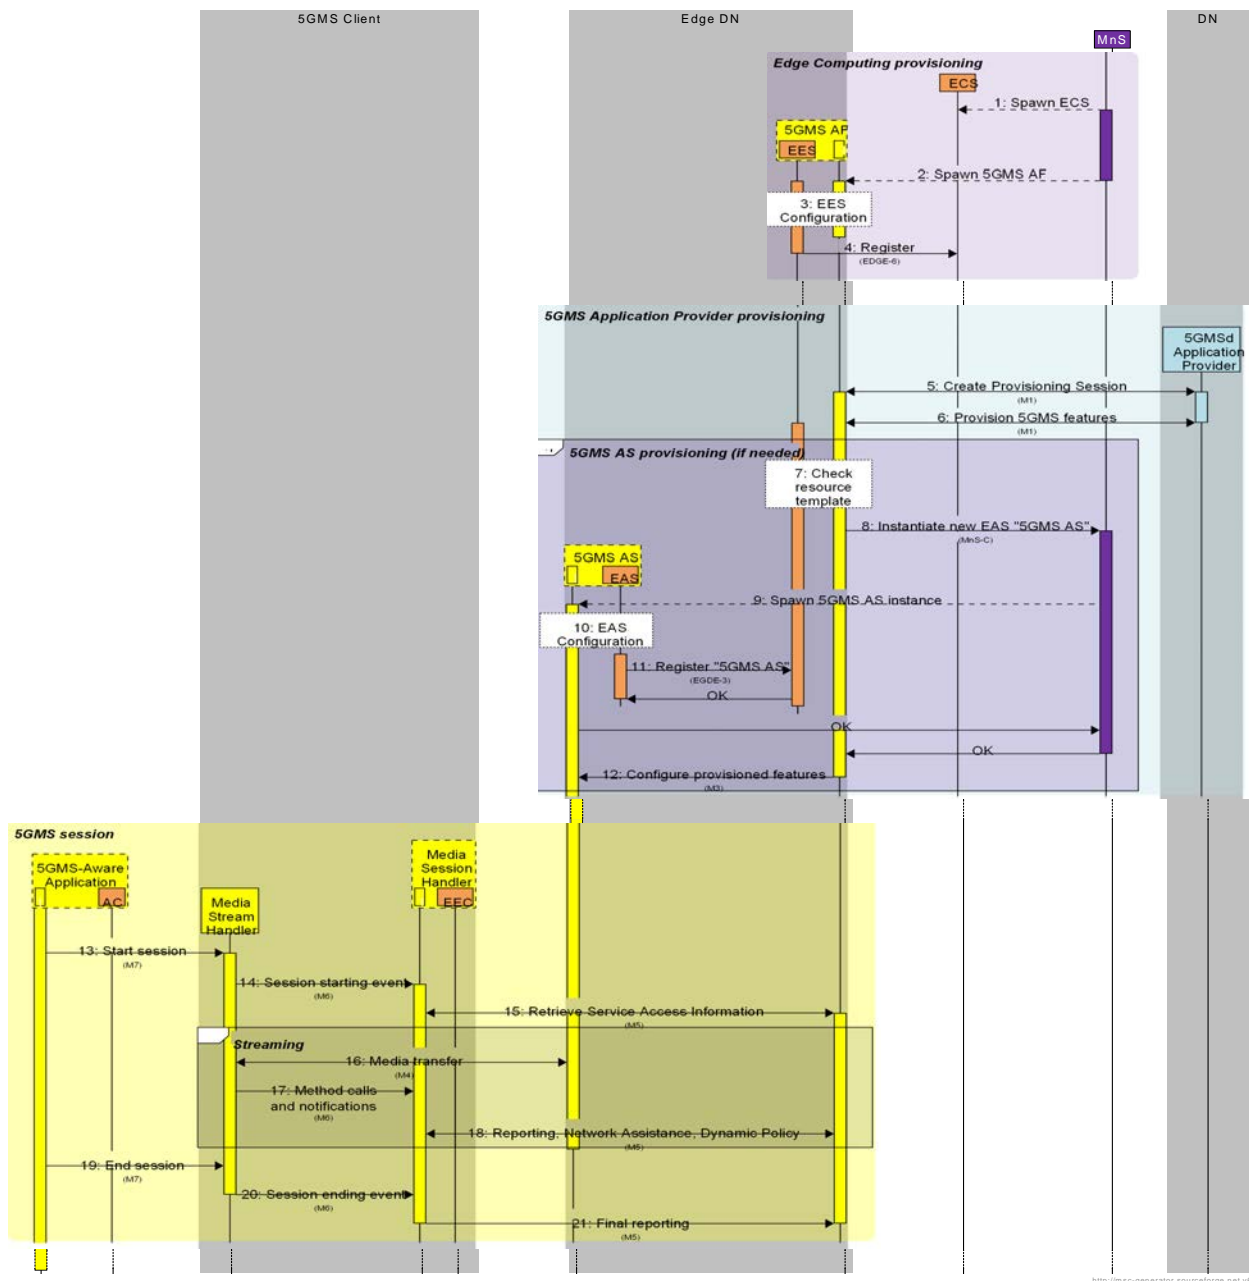 5GMS Client
Edge DN
DN
MnS
Edge Computing provisioning
ECS
1: Spawn ECS
5GMS AF
EES
2: Spawn 5GMS AF
3: EES
Configuration
4: Register
(EDGE-6)
5GMS Application Provider provisioning
5GMSd
Application
Provider
5: Create Provisioning Session
(M1)
6: Provision 5GMS features
(M1)
5GMS AS provisioning (if needed)
7: Check
resource
template
8: Instantiate new EAS "5GMS AS"
(MnS-C)
5GMS AS
EAS
9: Spawn 5GMS AS instance
10: EAS
Configuration
11: Register "5GMS AS"
(EGDE-3)
OK
OK
OK
12: Configure provisioned features
(M3)
5GMS session
5GMS-Aware
Application
AC
Media
Stream
Handler
Media
Session
Handler
EEC
13: Start session
(M7)
14: Session starting event
(M6)
15: Retrieve Service Access Information
(M5)
Streaming
16: Media transfer
(M4)
17: Method calls
and notifications
(M6)
18: Reporting, Network Assistance, Dynamic Policy
(M5)
19: End session
(M7)
20: Session ending event
(M6)
21: Final reporting
(M5)